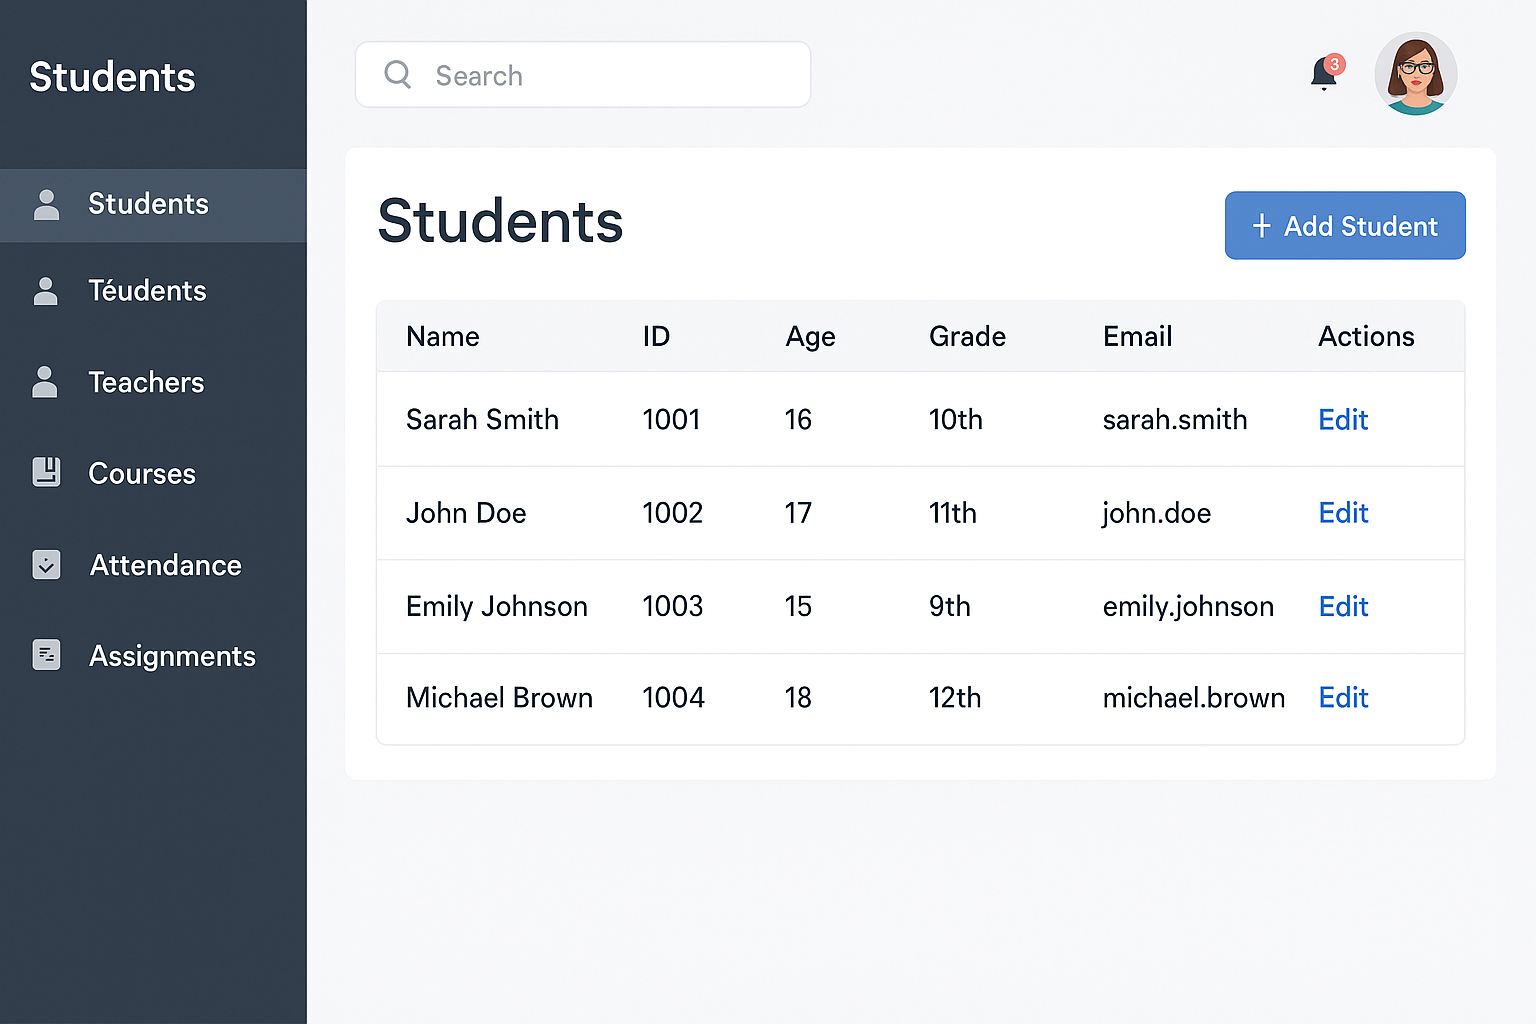 Students
Students
Téudents
Teachers
Courses
Attendance
Assignments
Search
3
Students
+ Add Student
Name ID Age Grade Email Actions
Sarah Smith 1001 16 10th sarah.smith Edit
John Doe 1002 17 11th john.doe Edit
Emily Johnson 1003 15 9th emily.johnson Edit
Michael Brown 1004 18 12th michael.brown Edit